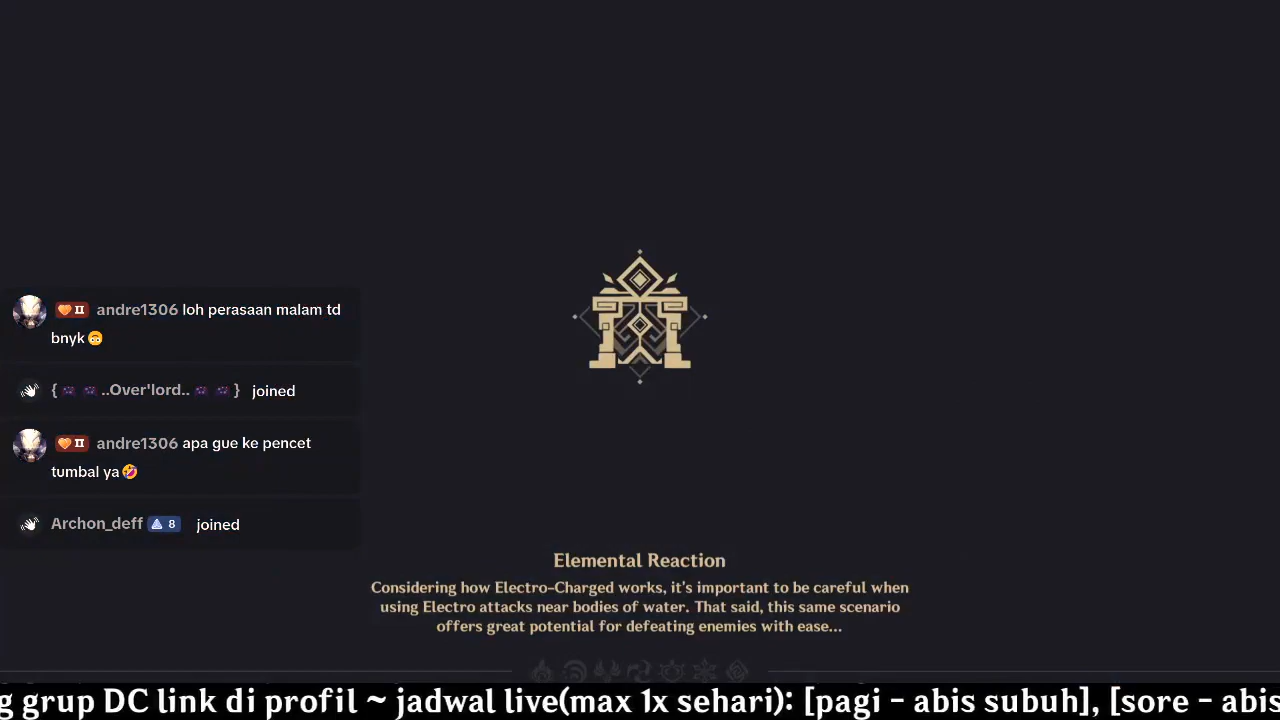 andre1306 loh perasaan malam td
bnyk🙃
{ ..Over'lord.. } joined
andre1306 apa gue ke pencet
tumbal ya🤣
Archon_deff 8 joined
Elemental Reaction
Considering how Electro-Charged works, it's important to be careful when
using Electro attacks near bodies of water. That said, this same scenario
offers great potential for defeating enemies with ease...
g grup DC link di profil ~ jadwal live(max 1x sehari): [pagi - abis subuh], [sore - abis